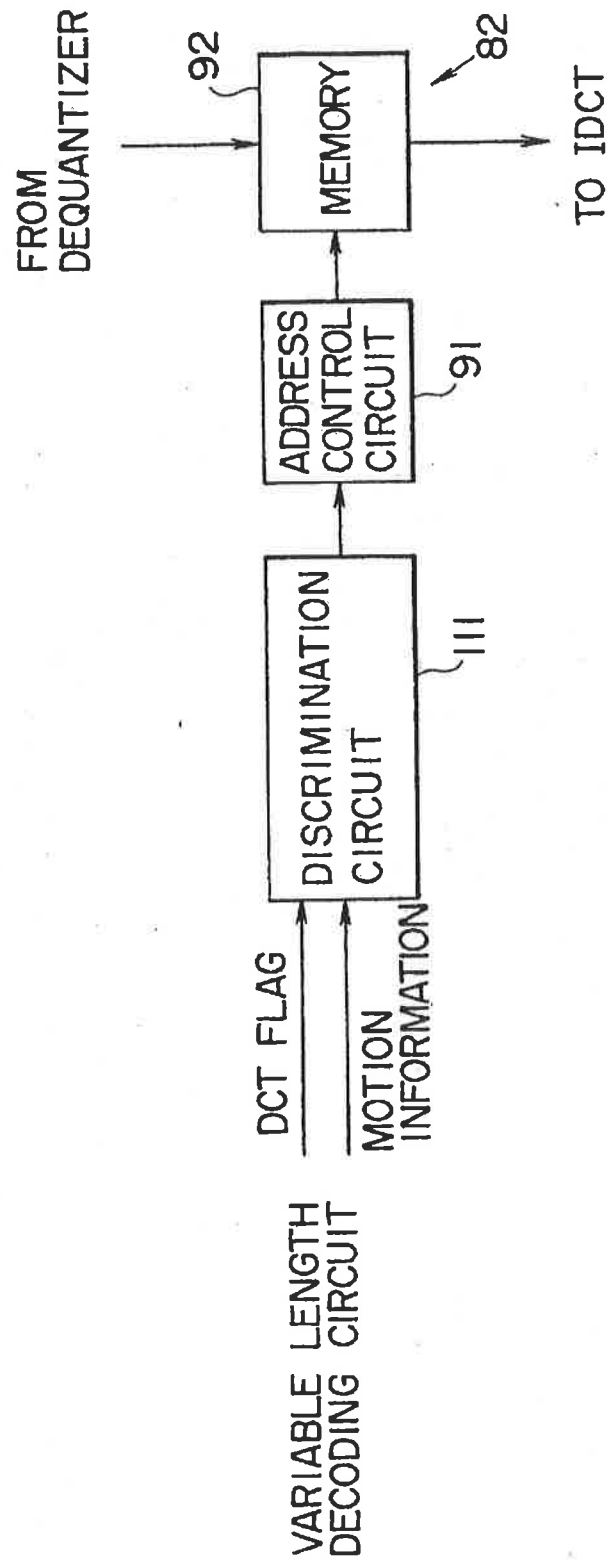 VARIABLE LENGTH
DECODING CIRCUIT
DCT FLAG
MOTION
INFORMATION
DISCRIMINATION
CIRCUIT
111
ADDRESS
CONTROL
CIRCUIT
91
FROM
DEQUANTIZER
92
MEMORY
82
TO IDCT